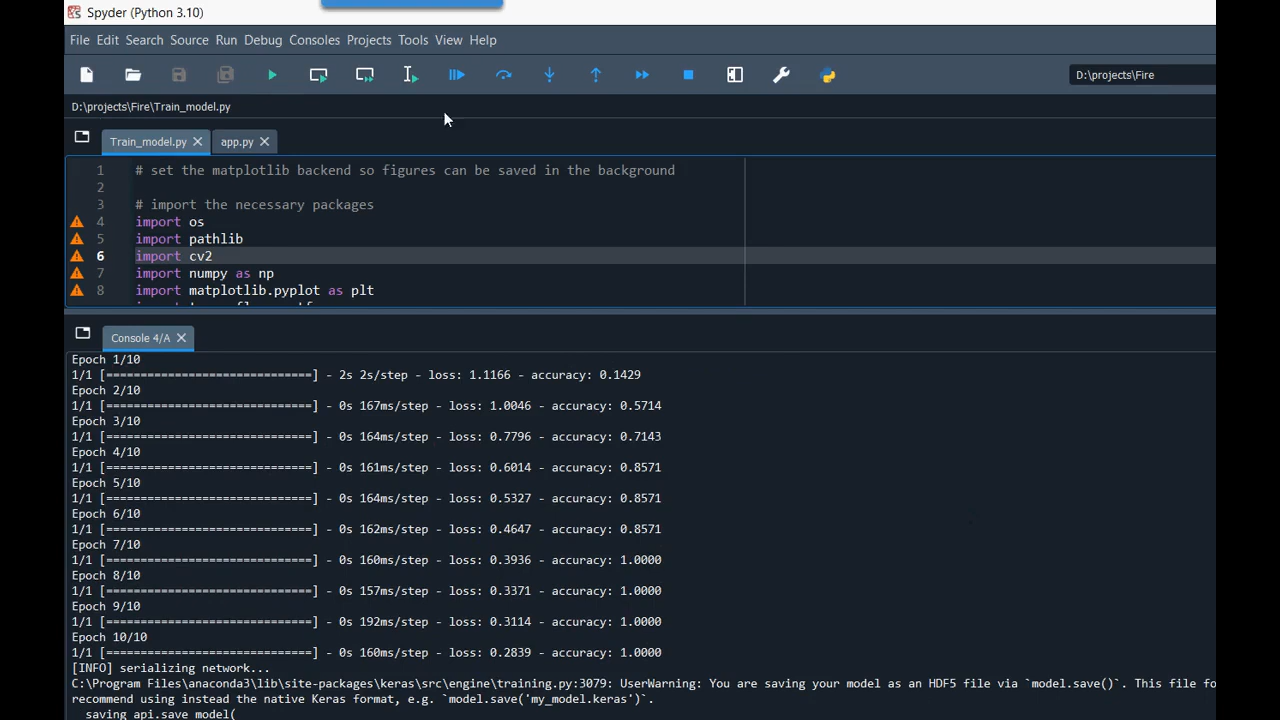 Spyder (Python 3.10)
File Edit Search Source Run Debug Consoles Projects Tools View Help
D:\projects\Fire
D:\projects\Fire\Train_model.py
Train_model.py app.py
1 # set the matplotlib backend so figures can be saved in the background
2
3 # import the necessary packages
4 import os
5 import pathlib
6 import cv2
7 import numpy as np
8 import matplotlib.pyplot as plt
Console 4/A
Epoch 1/10
1/1 [==============================] - 2s 2s/step - loss: 1.1166 - accuracy: 0.1429
Epoch 2/10
1/1 [==============================] - 0s 167ms/step - loss: 1.0046 - accuracy: 0.5714
Epoch 3/10
1/1 [==============================] - 0s 164ms/step - loss: 0.7796 - accuracy: 0.7143
Epoch 4/10
1/1 [==============================] - 0s 161ms/step - loss: 0.6014 - accuracy: 0.8571
Epoch 5/10
1/1 [==============================] - 0s 164ms/step - loss: 0.5327 - accuracy: 0.8571
Epoch 6/10
1/1 [==============================] - 0s 162ms/step - loss: 0.4647 - accuracy: 0.8571
Epoch 7/10
1/1 [==============================] - 0s 160ms/step - loss: 0.3936 - accuracy: 1.0000
Epoch 8/10
1/1 [==============================] - 0s 157ms/step - loss: 0.3371 - accuracy: 1.0000
Epoch 9/10
1/1 [==============================] - 0s 192ms/step - loss: 0.3114 - accuracy: 1.0000
Epoch 10/10
1/1 [==============================] - 0s 160ms/step - loss: 0.2839 - accuracy: 1.0000
[INFO] serializing network...
C:\Program Files\anaconda3\lib\site-packages\keras\src\engine\training.py:3079: UserWarning: You are saving your model as an HDF5 file via `model.save()`. This file fo
recommend using instead the native Keras format, e.g. `model.save('my_model.keras')`.
saving_api.save_model(